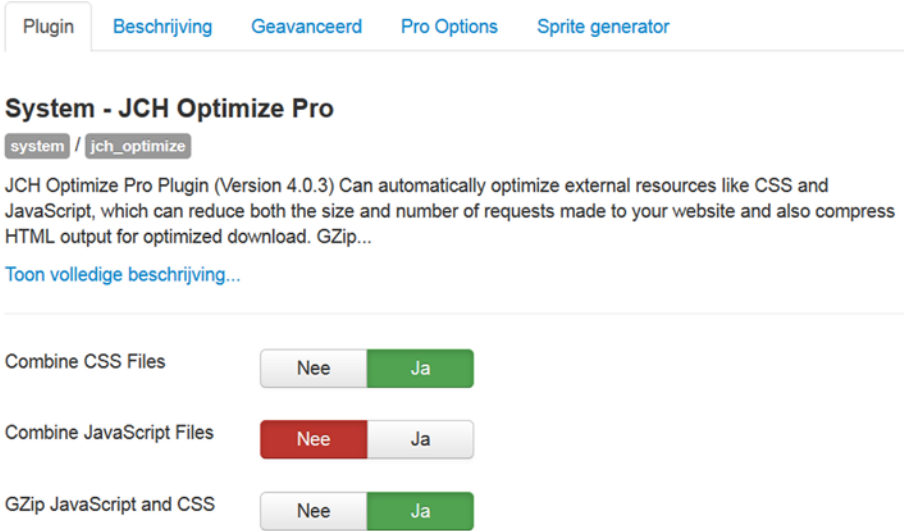 Plugin Beschrijving Geavanceerd Pro Options Sprite generator
System - JCH Optimize Pro
system / jch_optimize
JCH Optimize Pro Plugin (Version 4.0.3) Can automatically optimize external resources like CSS and
JavaScript, which can reduce both the size and number of requests made to your website and also compress
HTML output for optimized download. GZip...
Toon volledige beschrijving...
Combine CSS Files Nee Ja
Combine JavaScript Files Nee Ja
GZip JavaScript and CSS Nee Ja